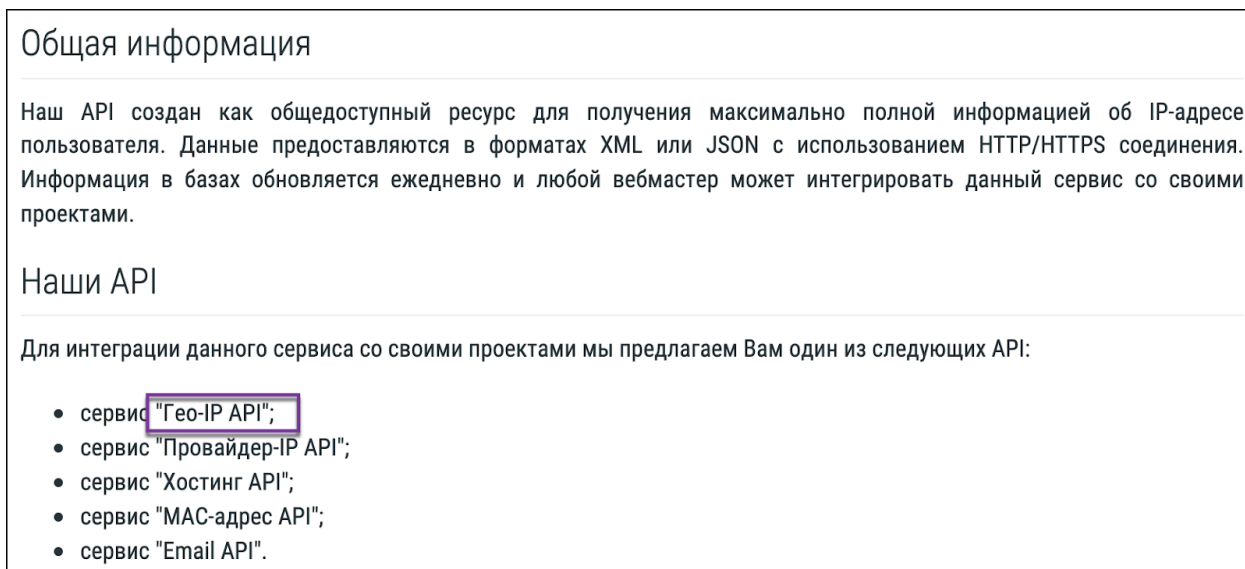 Общая информация
Наш API создан как общедоступный ресурс для получения максимально полной информацией об IP-адресе
пользователя. Данные предоставляются в форматах XML или JSON с использованием HTTP/HTTPS соединения.
Информация в базах обновляется ежедневно и любой вебмастер может интегрировать данный сервис со своими
проектами.
Наши API
Для интеграции данного сервиса со своими проектами мы предлагаем Вам один из следующих API:
• сервис "Гео-IP API";
• сервис "Провайдер-IP API";
• сервис "Хостинг API";
• сервис "MAC-адрес API";
• сервис "Email API".